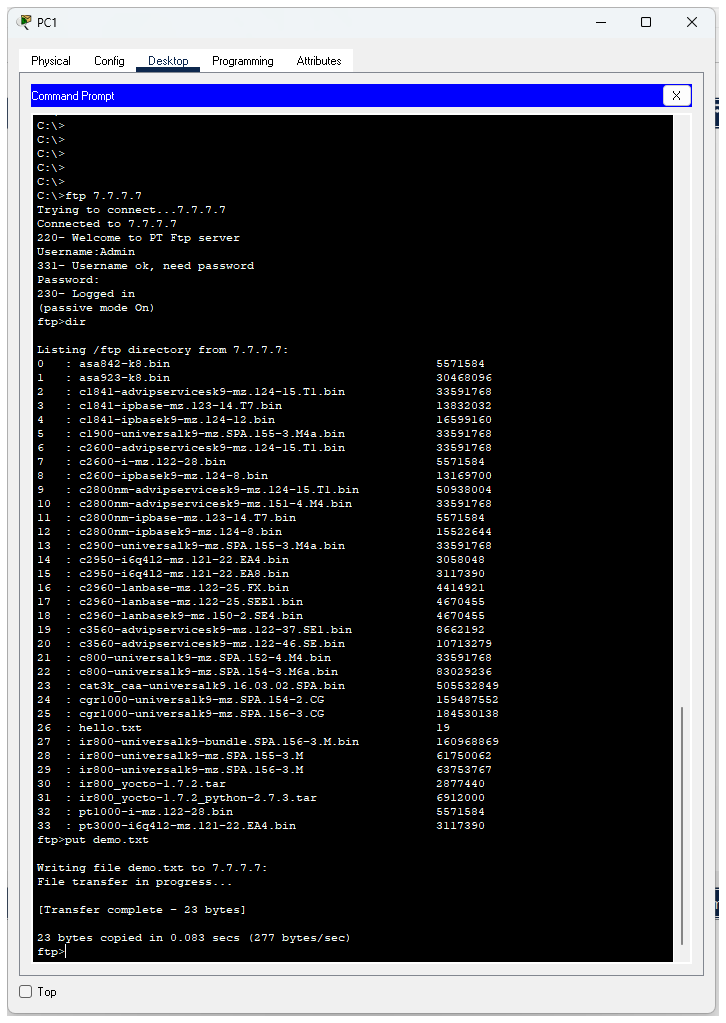 PC1
Physical Config Desktop Programming Attributes
Command Prompt X
C:\>
C:\>
C:\>
C:\>
C:\>
C:\>ftp 7.7.7.7
Trying to connect...7.7.7.7
Connected to 7.7.7.7
220- Welcome to PT Ftp server
Username:Admin
331- Username ok, need password
Password:
230- Logged in
(passive mode On)
ftp>dir
Listing /ftp directory from 7.7.7.7:
0 : asa842-k8.bin 5571584
1 : asa923-k8.bin 30468096
2 : c1841-advipservicesk9-mz.124-15.T1.bin 33591768
3 : c1841-ipbase-mz.123-14.T7.bin 13832032
4 : c1841-ipbasek9-mz.124-12.bin 16599160
5 : c1900-universalk9-mz.SPA.155-3.M4a.bin 33591768
6 : c2600-advipservicesk9-mz.124-15.T1.bin 33591768
7 : c2600-i-mz.122-28.bin 5571584
8 : c2600-ipbasek9-mz.124-8.bin 13169700
9 : c2800nm-advipservicesk9-mz.124-15.T1.bin 50938004
10 : c2800nm-advipservicesk9-mz.151-4.M4.bin 33591768
11 : c2800nm-ipbase-mz.123-14.T7.bin 5571584
12 : c2800nm-ipbasek9-mz.124-8.bin 15522644
13 : c2900-universalk9-mz.SPA.155-3.M4a.bin 33591768
14 : c2950-i6q4l2-mz.121-22.EA4.bin 3058048
15 : c2950-i6q4l2-mz.121-22.EA8.bin 3117390
16 : c2960-lanbase-mz.122-25.FX.bin 4414921
17 : c2960-lanbase-mz.122-25.SEE1.bin 4670455
18 : c2960-lanbasek9-mz.150-2.SE4.bin 4670455
19 : c3560-advipservicesk9-mz.122-37.SE1.bin 8662192
20 : c3560-advipservicesk9-mz.122-46.SE.bin 10713279
21 : c800-universalk9-mz.SPA.152-4.M4.bin 33591768
22 : c800-universalk9-mz.SPA.154-3.M6a.bin 83029236
23 : cat3k_caa-universalk9.16.03.02.SPA.bin 505532849
24 : cgr1000-universalk9-mz.SPA.154-2.CG 159487552
25 : cgr1000-universalk9-mz.SPA.156-3.CG 184530138
26 : hello.txt 19
27 : ir800-universalk9-bundle.SPA.156-3.M.bin 160968869
28 : ir800-universalk9-mz.SPA.155-3.M 61750062
29 : ir800-universalk9-mz.SPA.156-3.M 63753767
30 : ir800_yocto-1.7.2.tar 2877440
31 : ir800_yocto-1.7.2_python-2.7.3.tar 6912000
32 : pt1000-i-mz.122-28.bin 5571584
33 : pt3000-i6q4l2-mz.121-22.EA4.bin 3117390
ftp>put demo.txt
Writing file demo.txt to 7.7.7.7:
File transfer in progress...
[Transfer complete - 23 bytes]
23 bytes copied in 0.083 secs (277 bytes/sec)
ftp>
Top